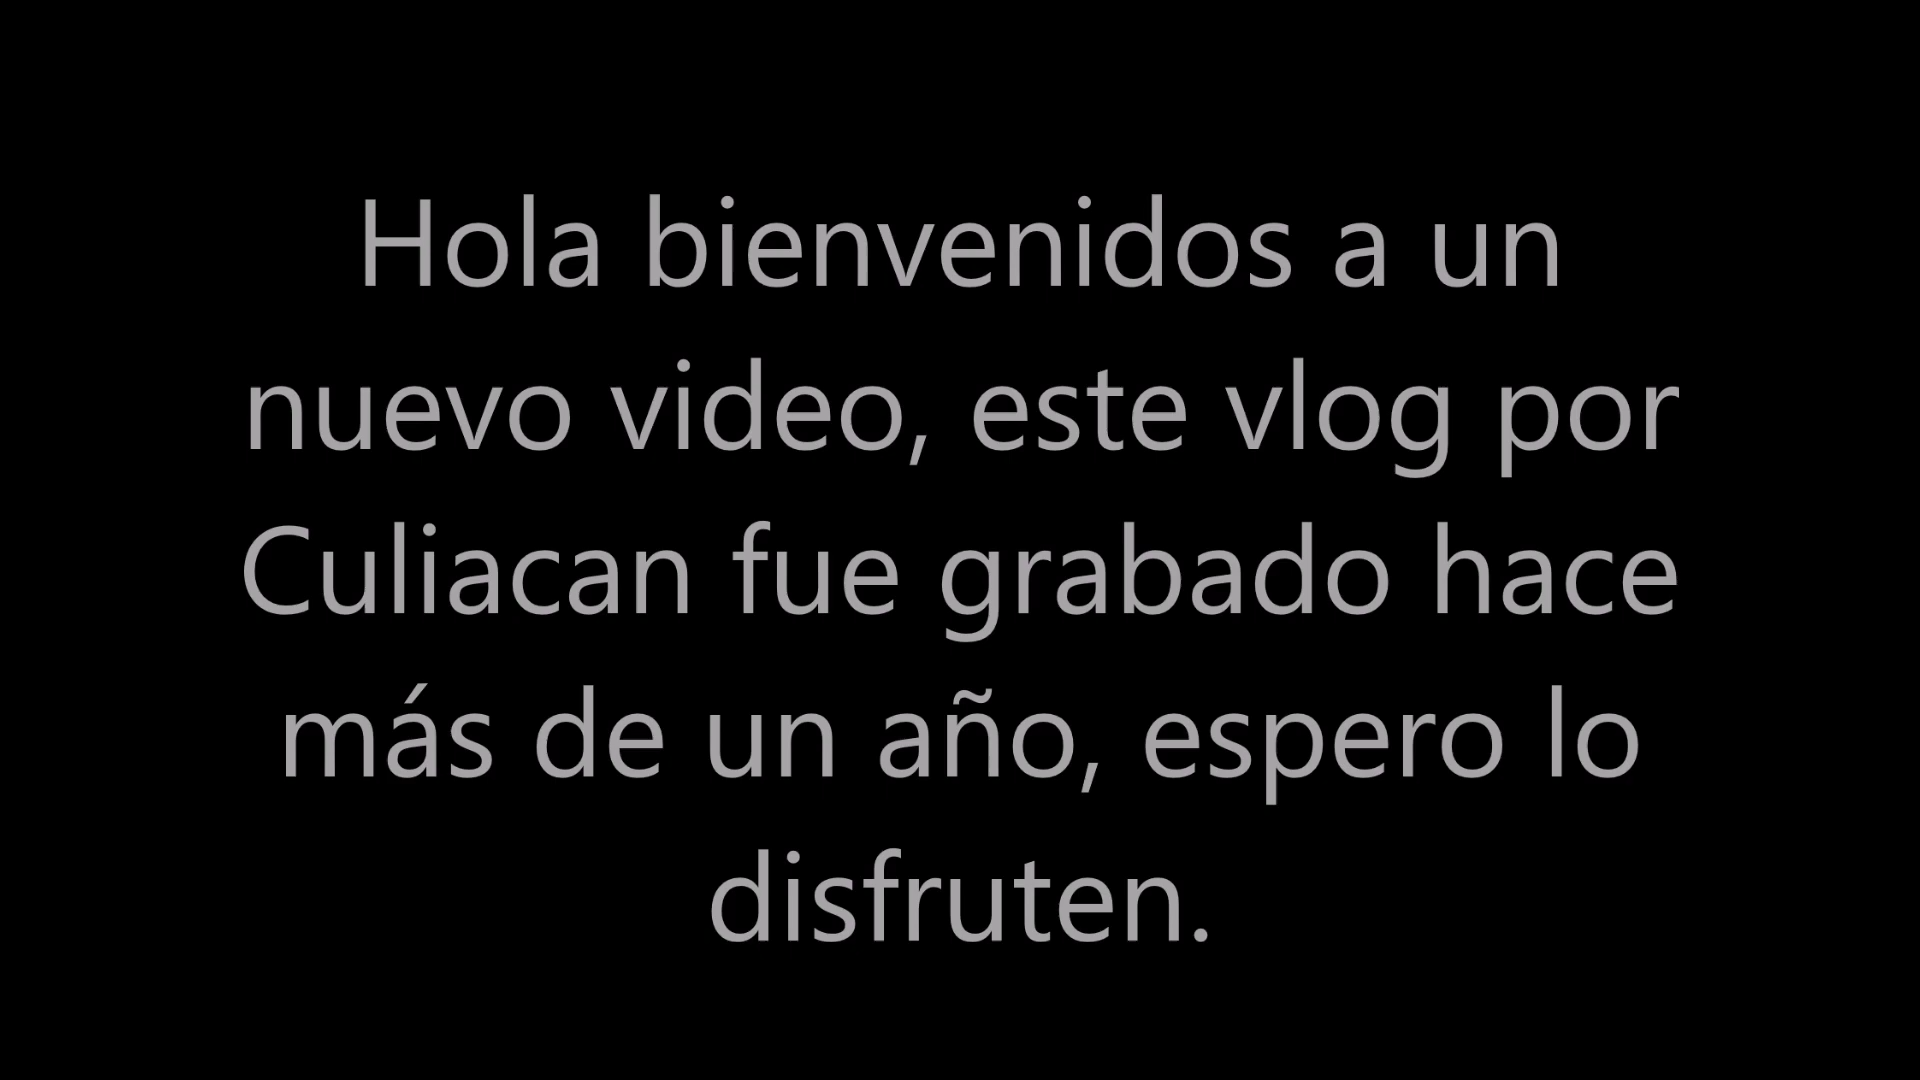 Hola bienvenidos a un
nuevo video, este vlog por
Culiacan fue grabado hace
más de un año, espero lo
disfruten.